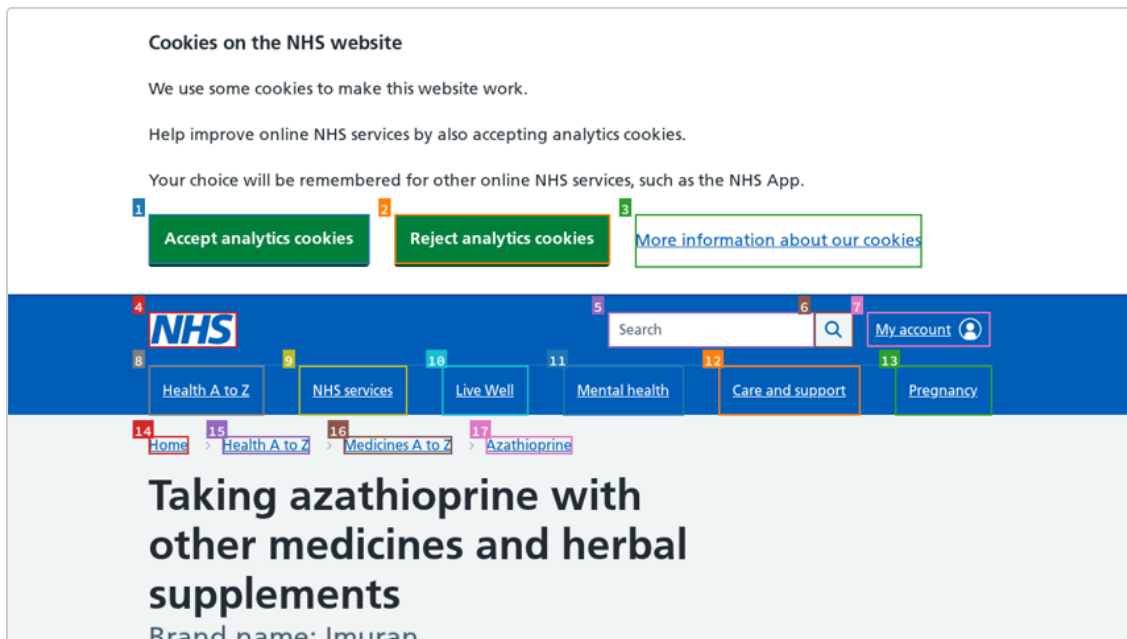 Cookies on the NHS website
We use some cookies to make this website work.
Help improve online NHS services by also accepting analytics cookies.
Your choice will be remembered for other online NHS services, such as the NHS App.
1 2 3
Accept analytics cookies Reject analytics cookies More information about our cookies
4 5 6 7
NHS Search My account
8 9 10 11 12 13
Health A to Z NHS services Live Well Mental health Care and support Pregnancy
14 15 16 17
Home Health A to Z Medicines A to Z Azathioprine
Taking azathioprine with
other medicines and herbal
supplements
Brand name: Imuran